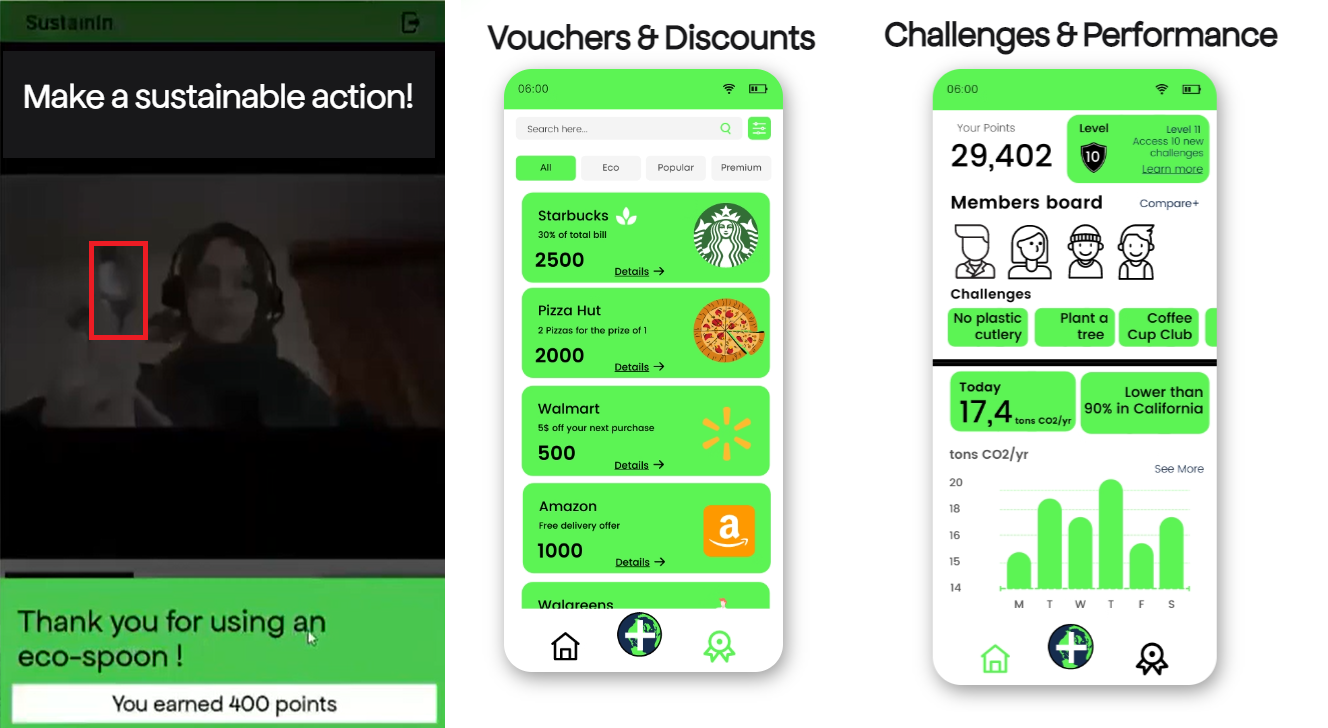 SustainIn
Make a sustainable action!
Thank you for using an
eco-spoon !
You earned 400 points
Vouchers & Discounts
06:00
Search here...
All
Eco
Popular
Premium
Starbucks
30% of total bill
2500
Details →
Pizza Hut
2 Pizzas for the prize of 1
2000
Details →
Walmart
5$ off your next purchase
500
Details →
Amazon
Free delivery offer
1000
a
Details →
Walgreens
Challenges & Performance
06:00
Your Points
29,402
Level
10
Level 11
Access 10 new
challenges
Learn more
Members board
Compare+
Challenges
No plastic
cutlery
Plant a
tree
Coffee
Cup Club
Today
17,4 tons CO2/yr
Lower than
90% in California
tons CO2/yr
See More
20
18
16
15
14
M T W T F S